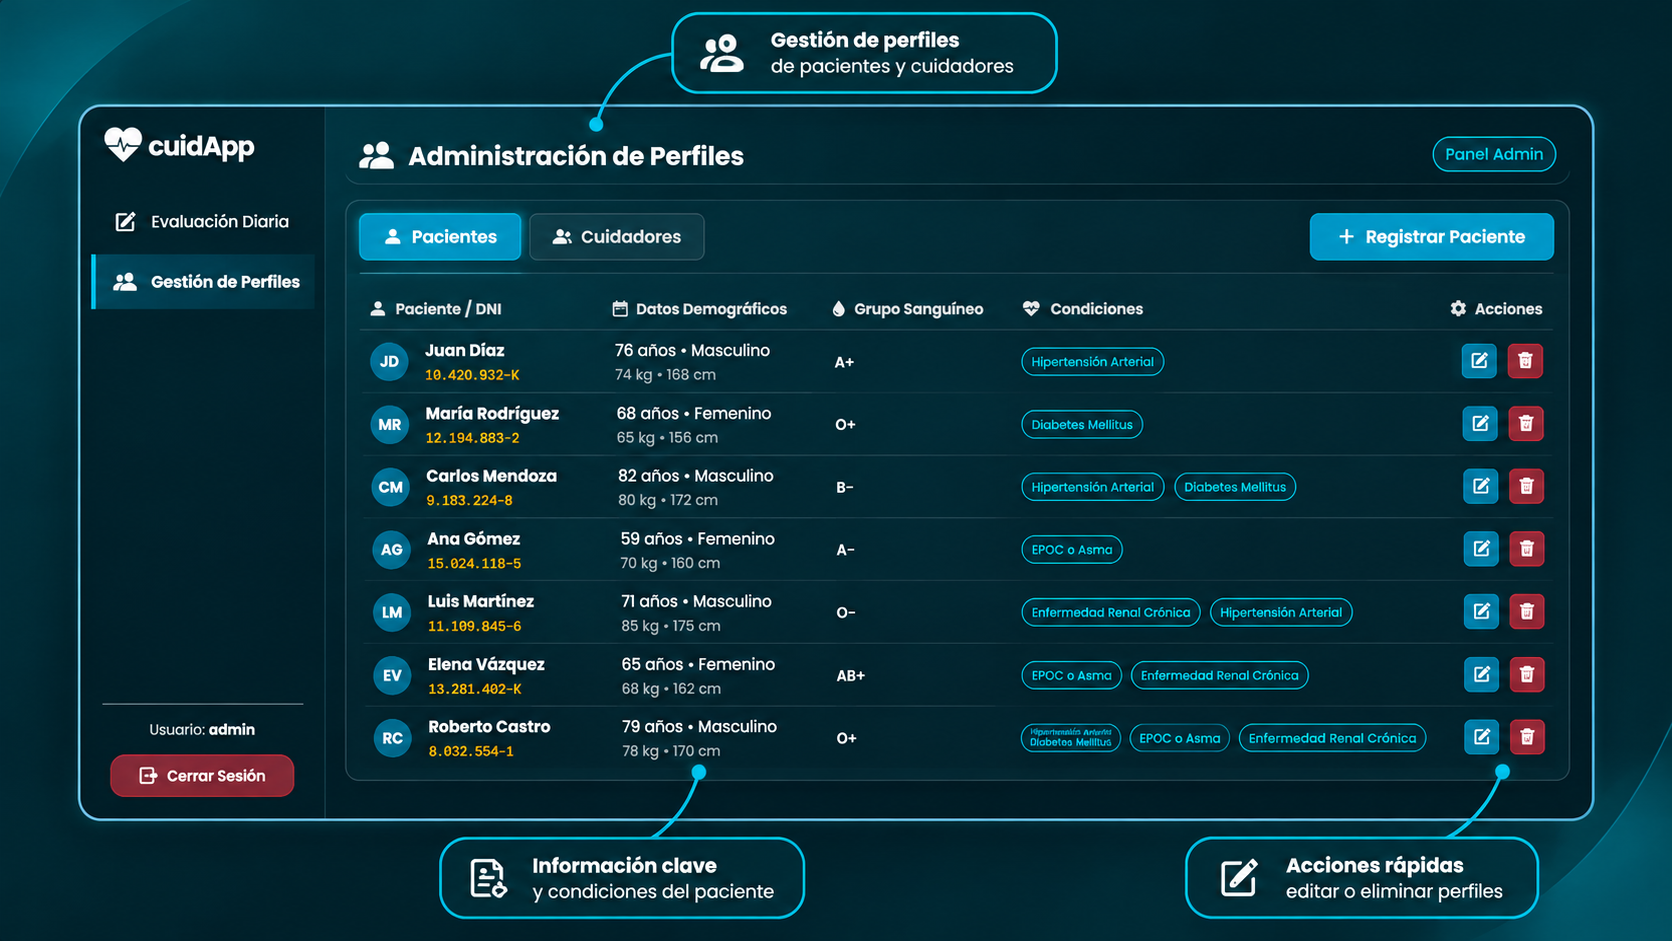 Gestión de perfiles
de pacientes y cuidadores
cuidApp
Administración de Perfiles
Panel Admin
Evaluación Diaria
Gestión de Perfiles
Pacientes
Cuidadores
+ Registrar Paciente
Paciente / DNI
Datos Demográficos
Grupo Sanguíneo
Condiciones
Acciones
JD
Juan Díaz
10.420.932-K
76 años • Masculino
74 kg • 168 cm
A+
Hipertensión Arterial
MR
María Rodríguez
12.194.883-2
68 años • Femenino
65 kg • 156 cm
O+
Diabetes Mellitus
CM
Carlos Mendoza
9.183.224-8
82 años • Masculino
80 kg • 172 cm
B-
Hipertensión Arterial
Diabetes Mellitus
AG
Ana Gómez
15.024.118-5
59 años • Femenino
70 kg • 160 cm
A-
EPOC o Asma
LM
Luis Martínez
11.109.845-6
71 años • Masculino
85 kg • 175 cm
O-
Enfermedad Renal Crónica
Hipertensión Arterial
EV
Elena Vázquez
13.281.402-K
65 años • Femenino
68 kg • 162 cm
AB+
EPOC o Asma
Enfermedad Renal Crónica
RC
Roberto Castro
8.032.554-1
79 años • Masculino
78 kg • 170 cm
O+
Diabetes Mellitus
EPOC o Asma
Enfermedad Renal Crónica
Usuario: admin
Cerrar Sesión
Información clave
y condiciones del paciente
Acciones rápidas
editar o eliminar perfiles